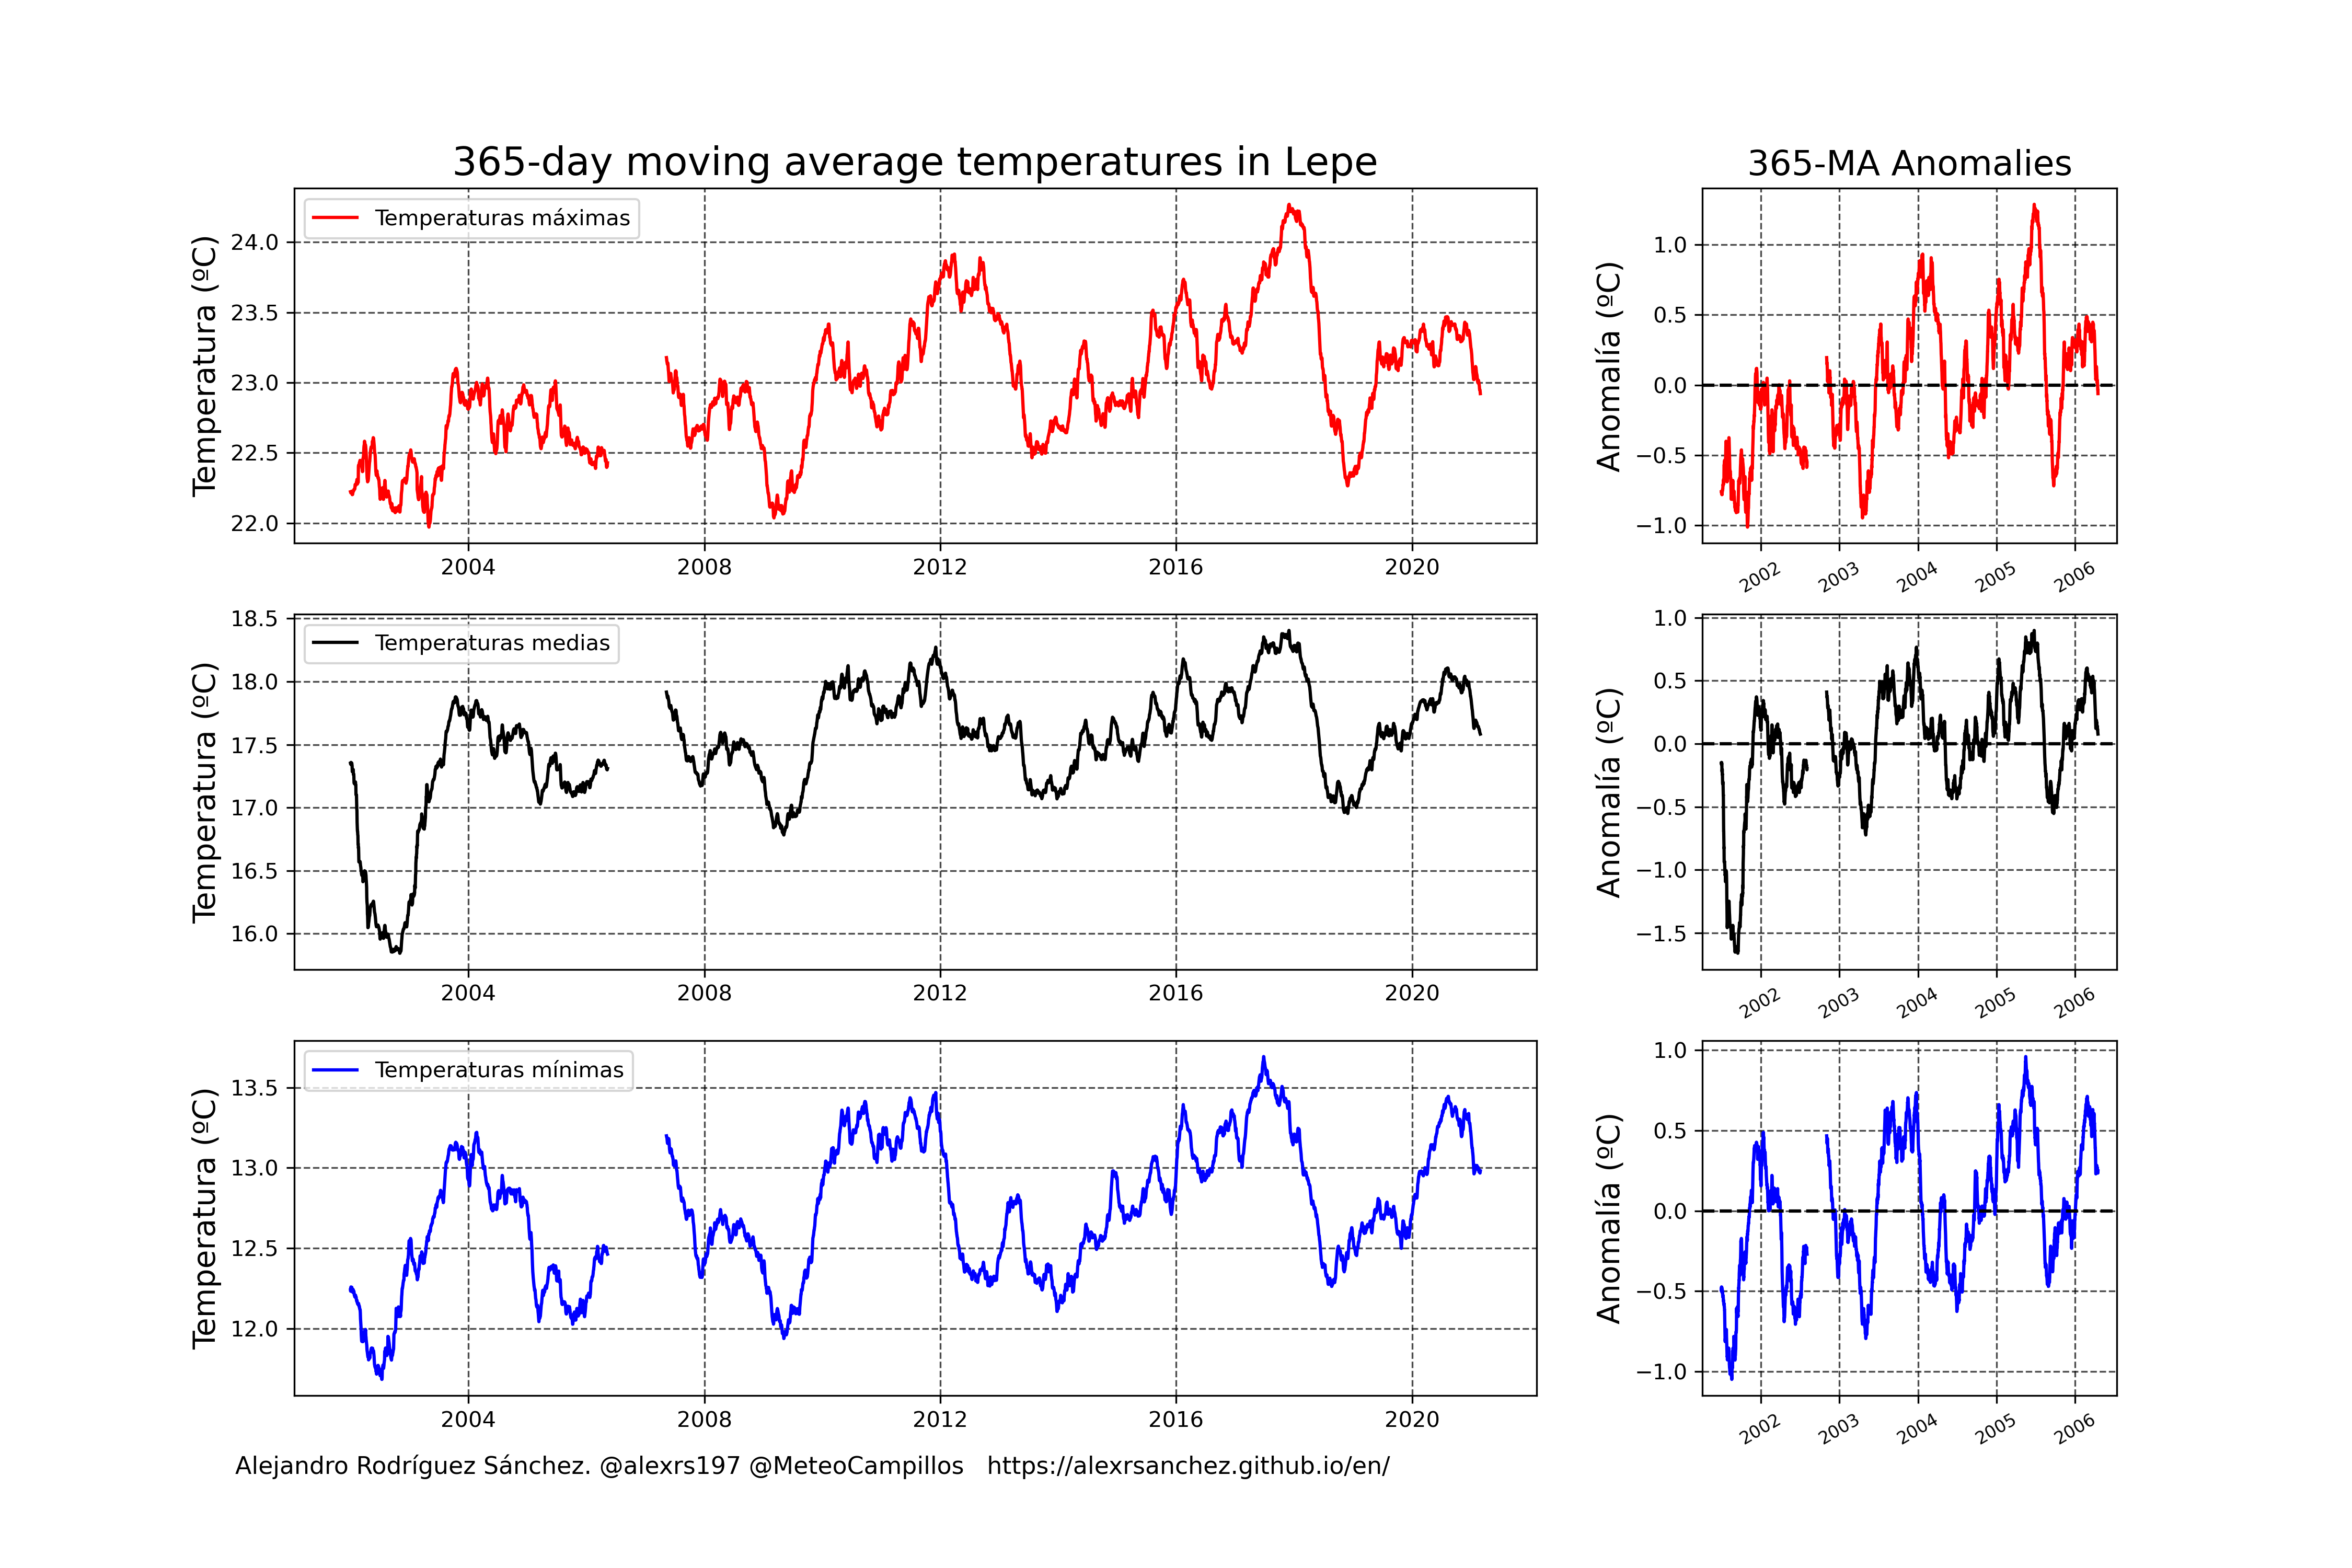 365-day moving average temperatures in Lepe
Temperatura (ºC)
24.0
23.5
23.0
22.5
22.0
Temperaturas máximas
2004 2008 2012 2016 2020
365-MA Anomalies
Anomalía (ºC)
1.0
0.5
0.0
−0.5
−1.0
2002 2003 2004 2005 2006
Temperatura (ºC)
18.5
18.0
17.5
17.0
16.5
16.0
Temperaturas medias
2004 2008 2012 2016 2020
Anomalía (ºC)
1.0
0.5
0.0
−0.5
−1.0
−1.5
2002 2003 2004 2005 2006
Temperatura (ºC)
13.5
13.0
12.5
12.0
Temperaturas mínimas
2004 2008 2012 2016 2020
Anomalía (ºC)
1.0
0.5
0.0
−0.5
−1.0
2002 2003 2004 2005 2006
Alejandro Rodríguez Sánchez. @alexrs197 @MeteoCampillos https://alexrsanchez.github.io/en/